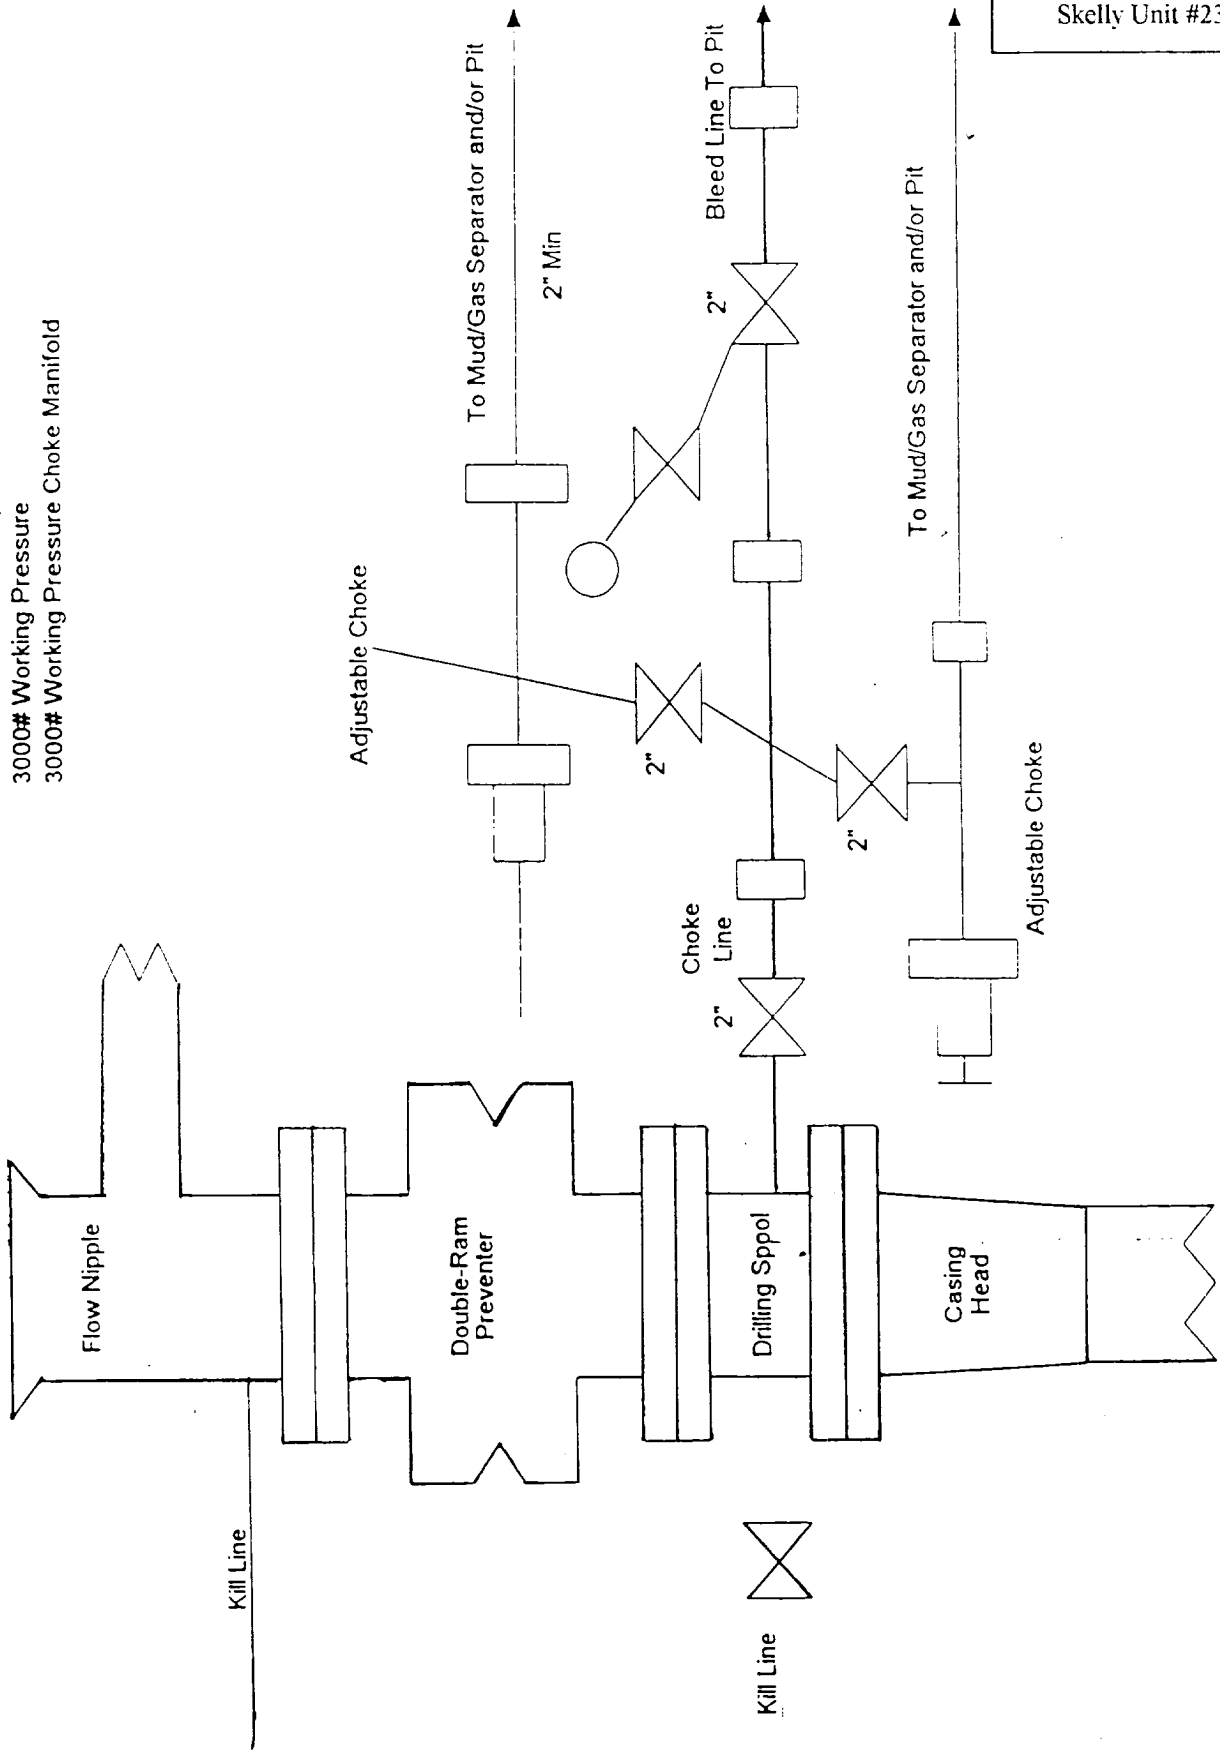 Skelly Unit #23
3000# Working Pressure
3000# Working Pressure Choke Manifold
Adjustable Choke
To Mud/Gas Separator and/or Pit
2" Min
Bleed Line To Pit
2"
2"
2"
To Mud/Gas Separator and/or Pit
Adjustable Choke
Choke
Line
2"
Flow Nipple
Kill Line
Double-Ram
Preventer
Drilling Sppol
Casing
Head
Kill Line